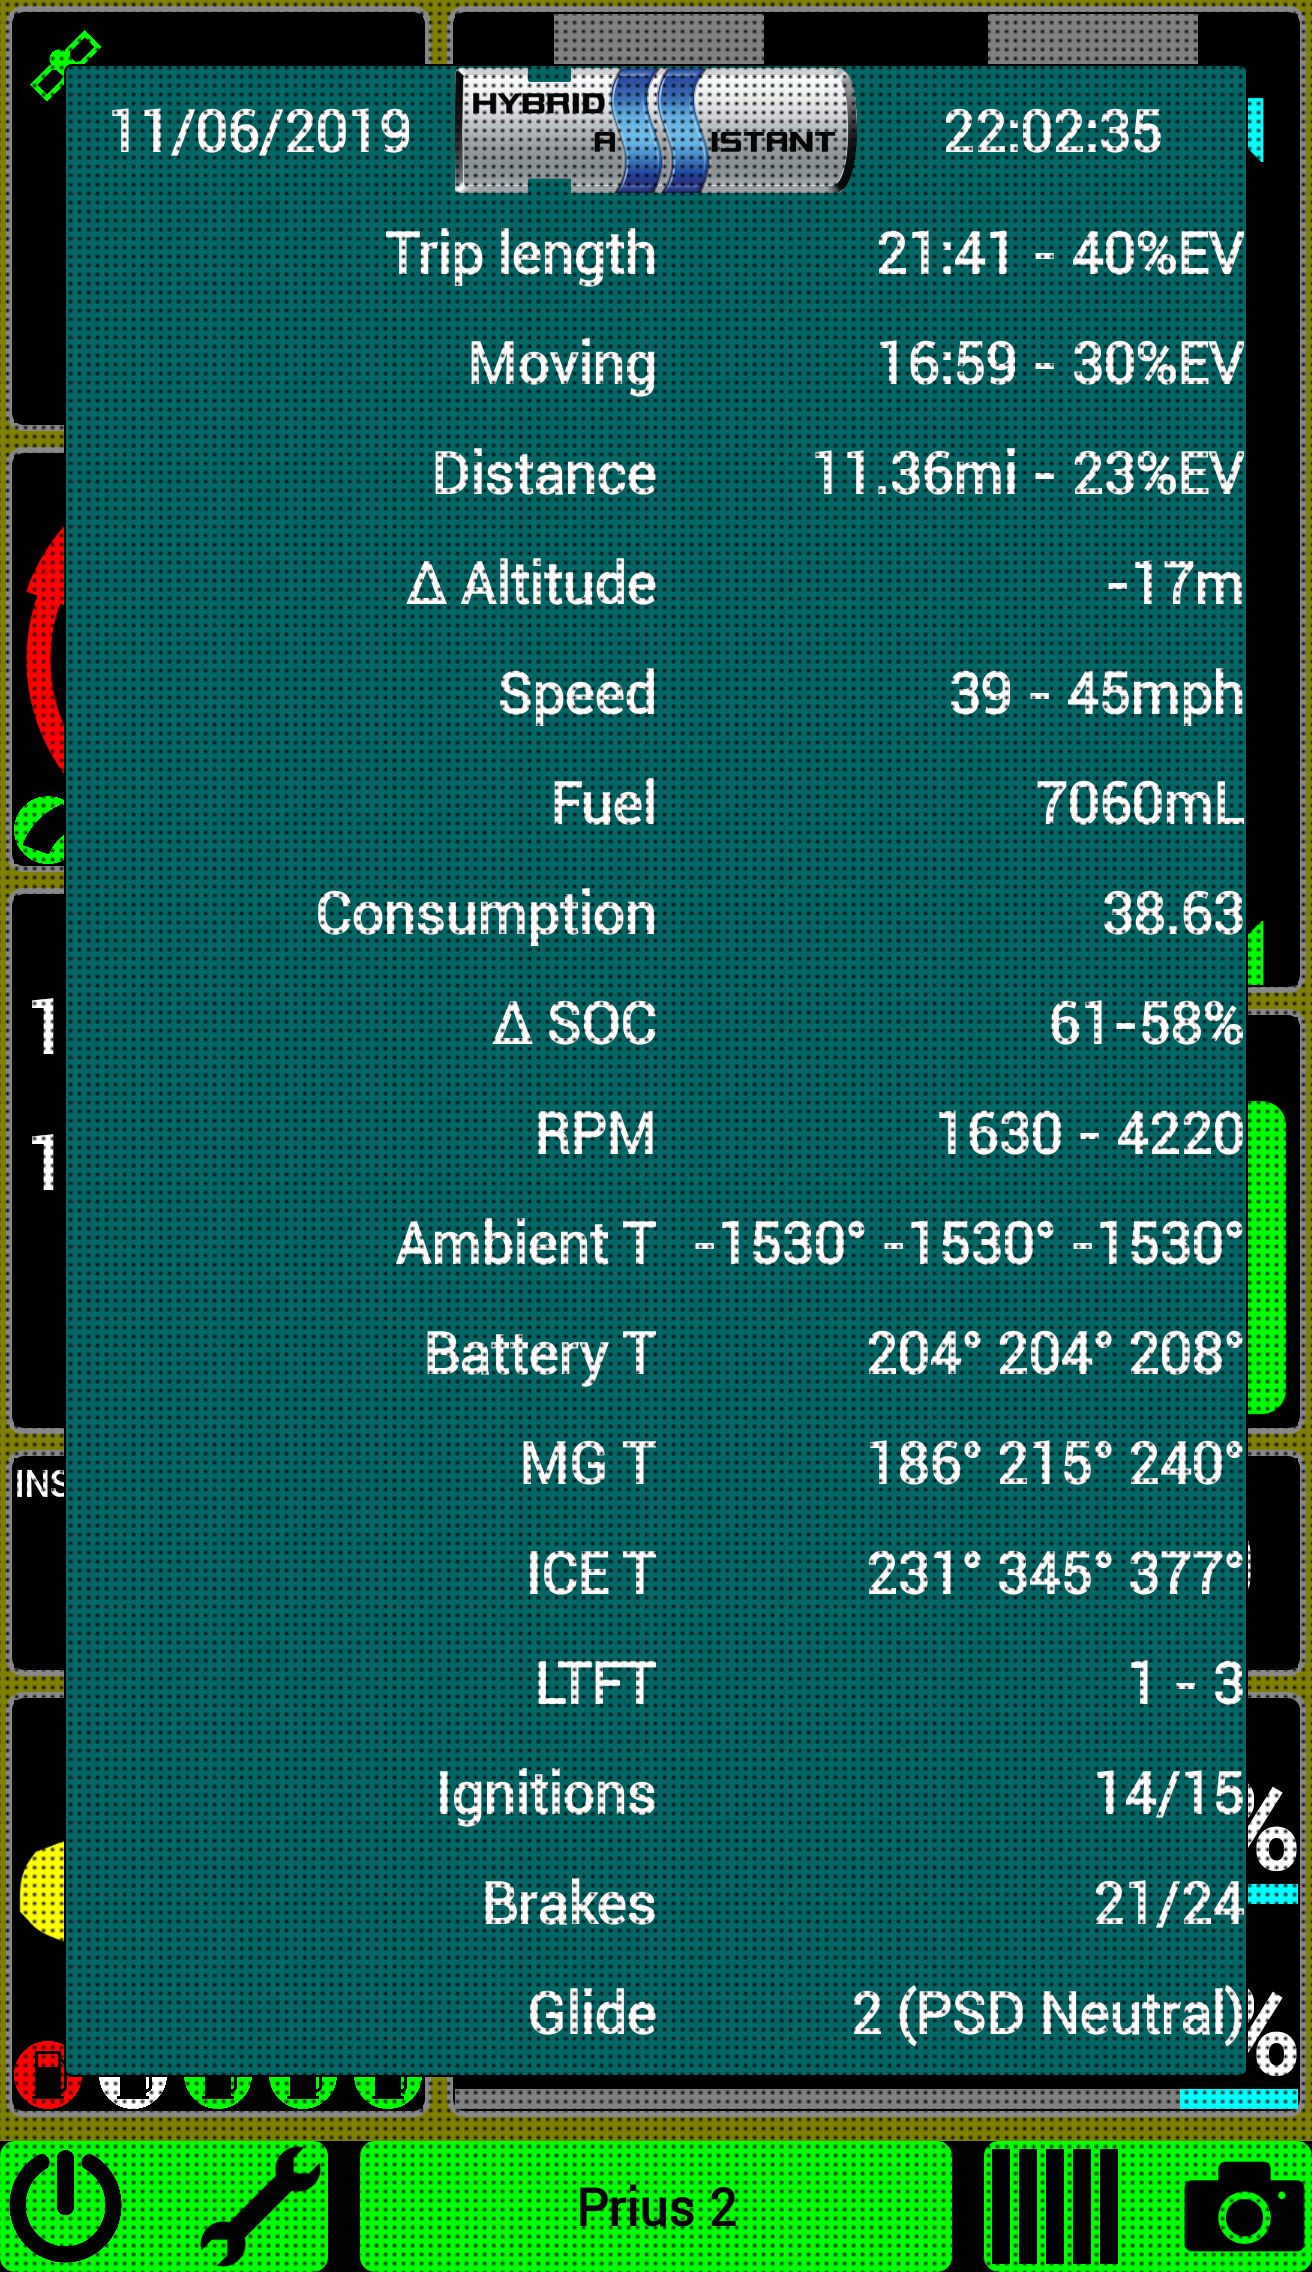 11/06/2019 HYBRID ASSISTANT 22:02:35
Trip length 21:41 - 40%EV
Moving 16:59 - 30%EV
Distance 11.36mi - 23%EV
Δ Altitude -17m
Speed 39 - 45mph
Fuel 7060mL
Consumption 38.63
Δ SOC 61-58%
1
RPM 1630 - 4220
1
Ambient T -1530° -1530° -1530°
Battery T 204° 204° 208°
MG T 186° 215° 240°
INS
ICE T 231° 345° 377°
LTFT 1 - 3
Ignitions 14/15
%
Brakes 21/24
Glide 2 (PSD Neutral)
%
Prius 2